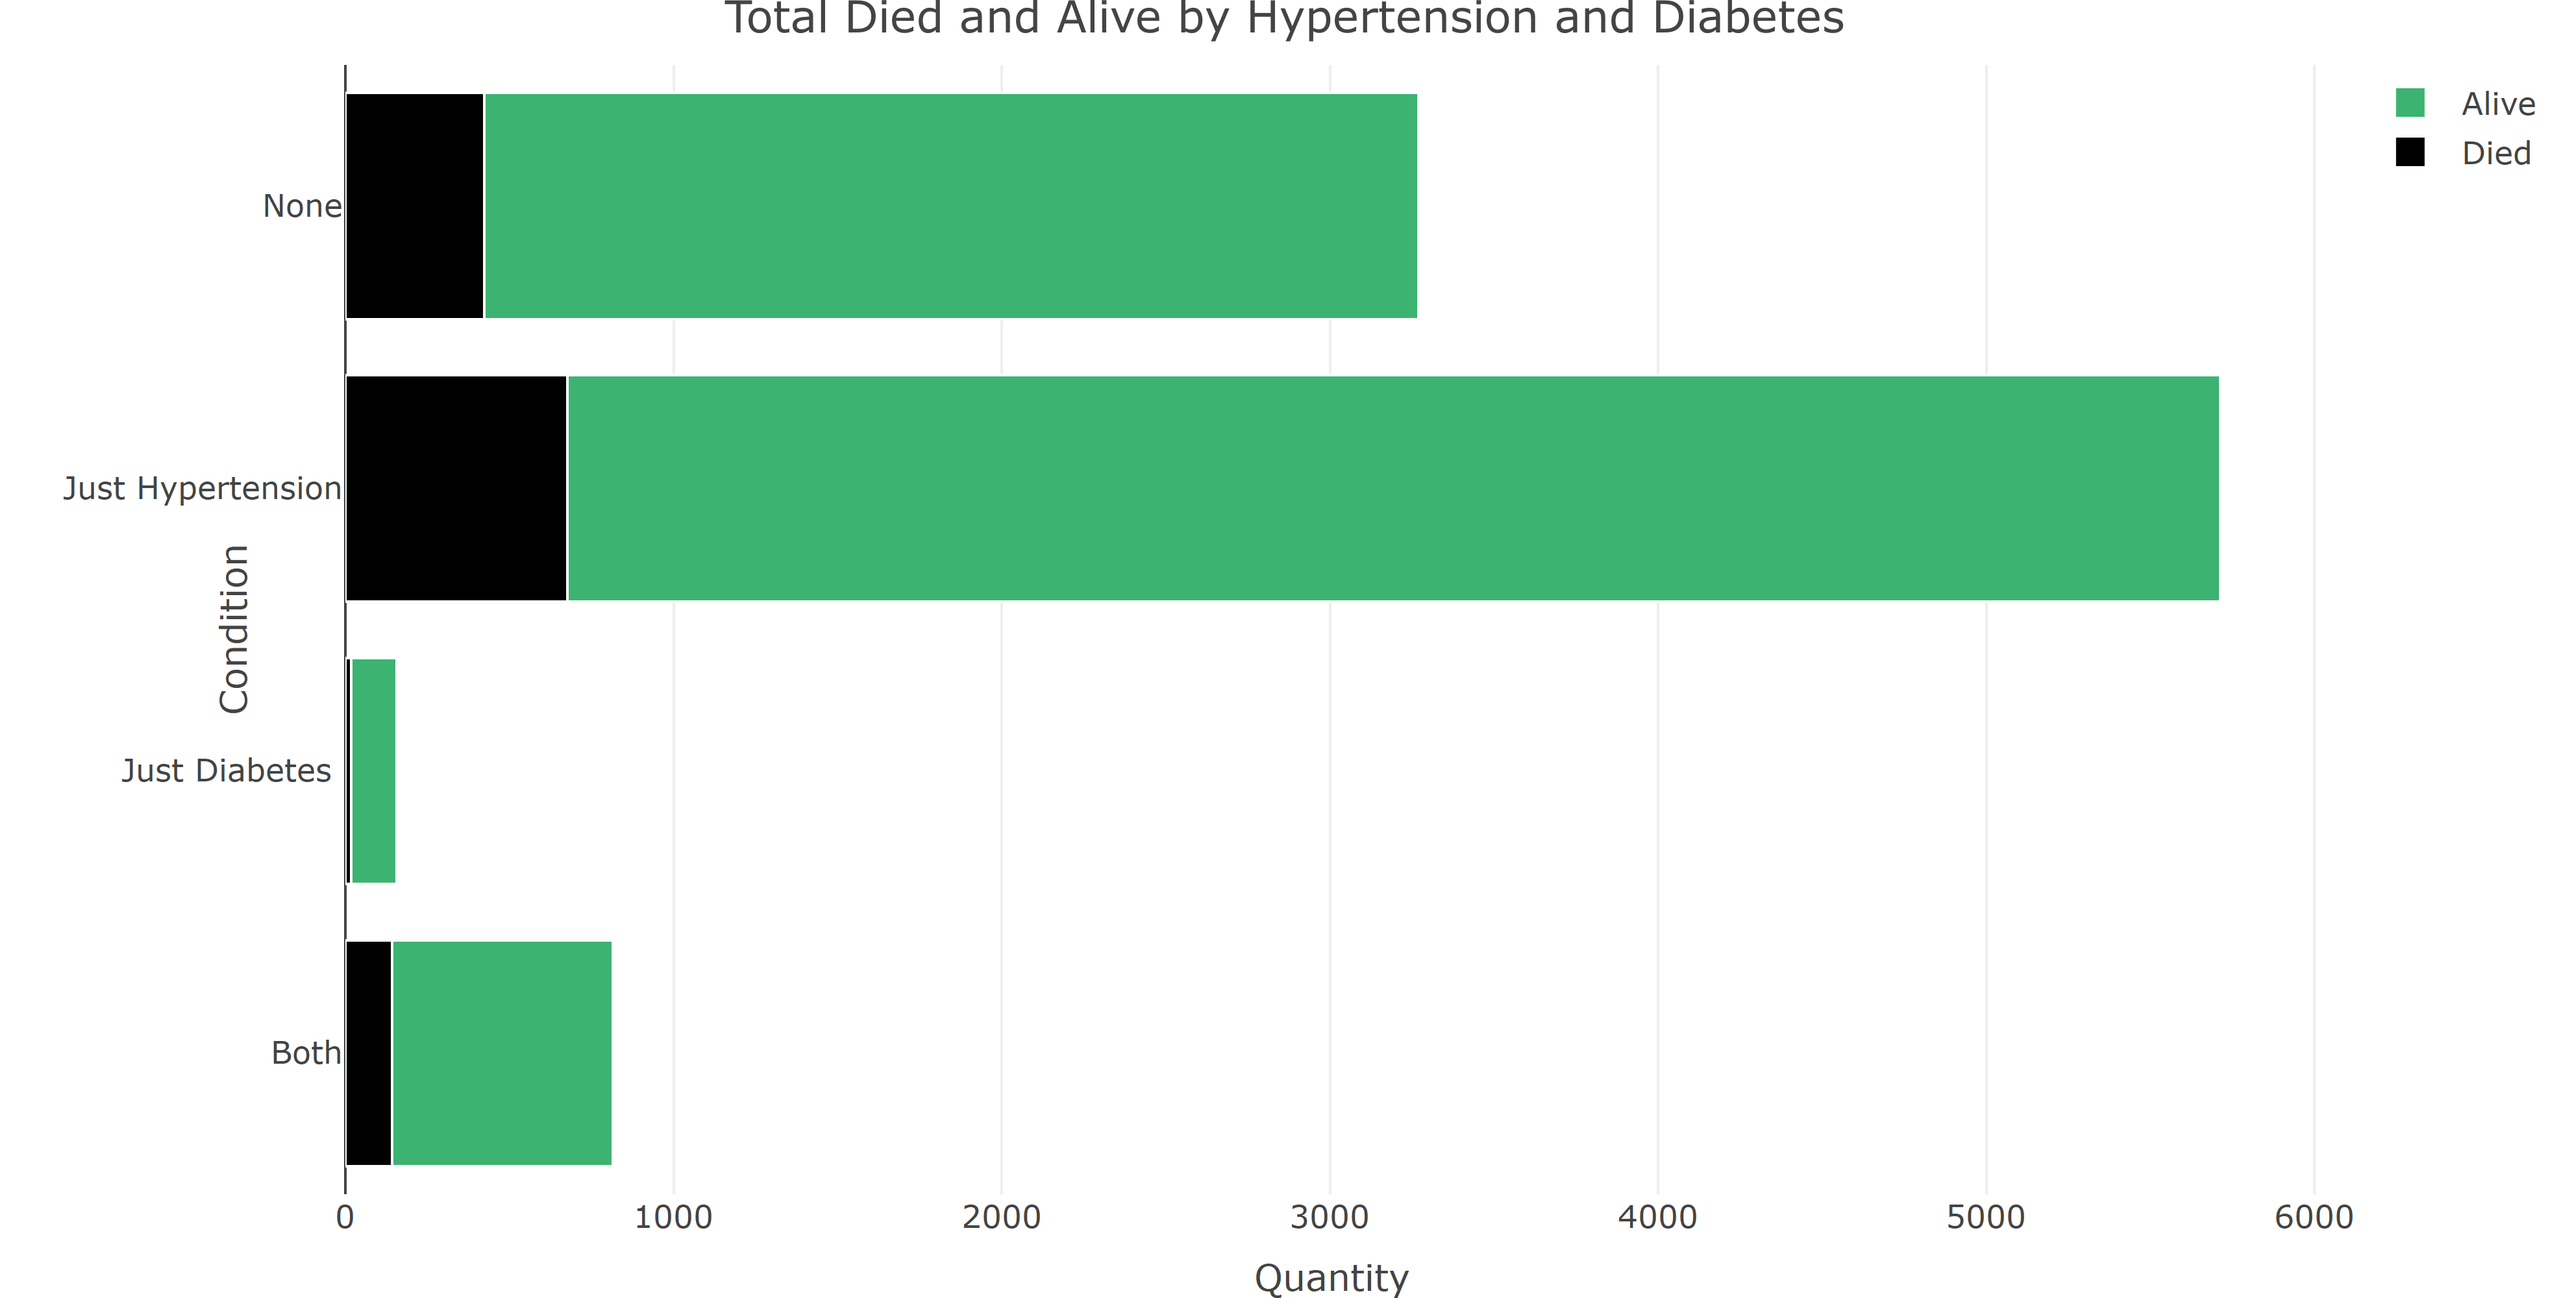 Total Died and Alive by Hypertension and Diabetes
Alive
Died
None
Just Hypertension
Condition
Just Diabetes
Both
0 1000 2000 3000 4000 5000 6000
Quantity